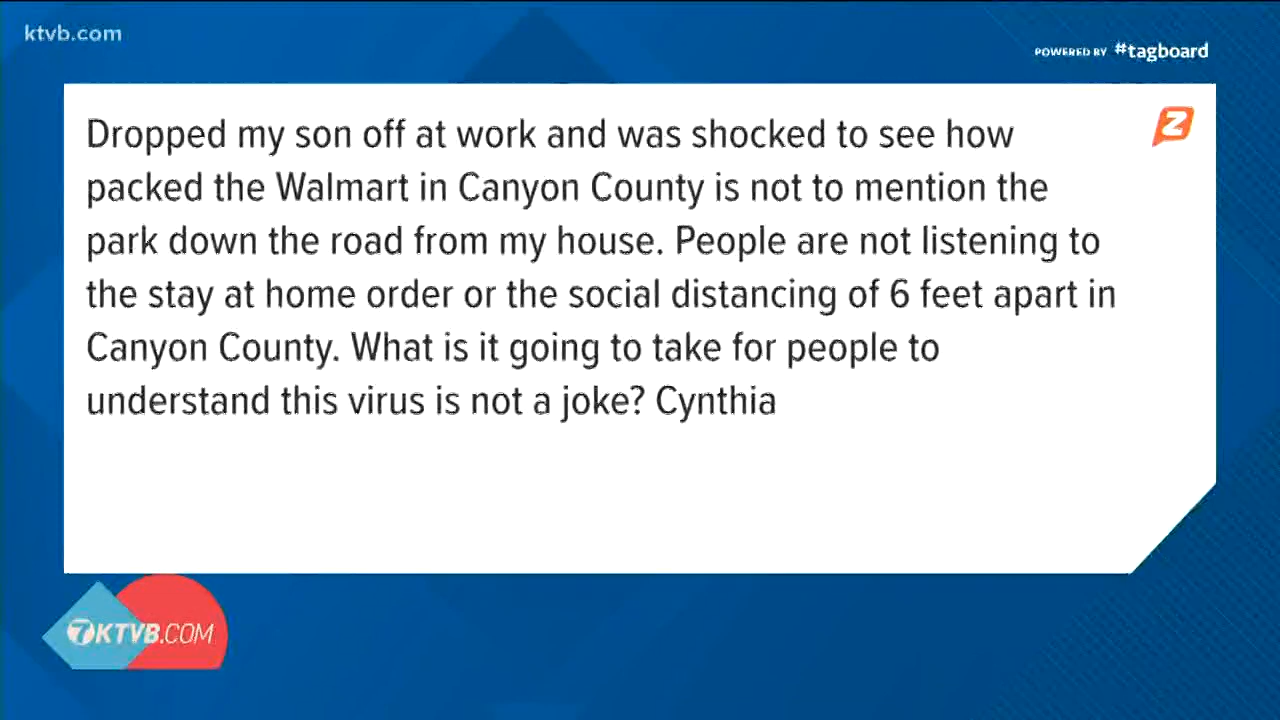 ktvb.com
POWERED BY #tagboard
Dropped my son off at work and was shocked to see how
packed the Walmart in Canyon County is not to mention the
park down the road from my house. People are not listening to
the stay at home order or the social distancing of 6 feet apart in
Canyon County. What is it going to take for people to
understand this virus is not a joke? Cynthia
7KTVB.COM